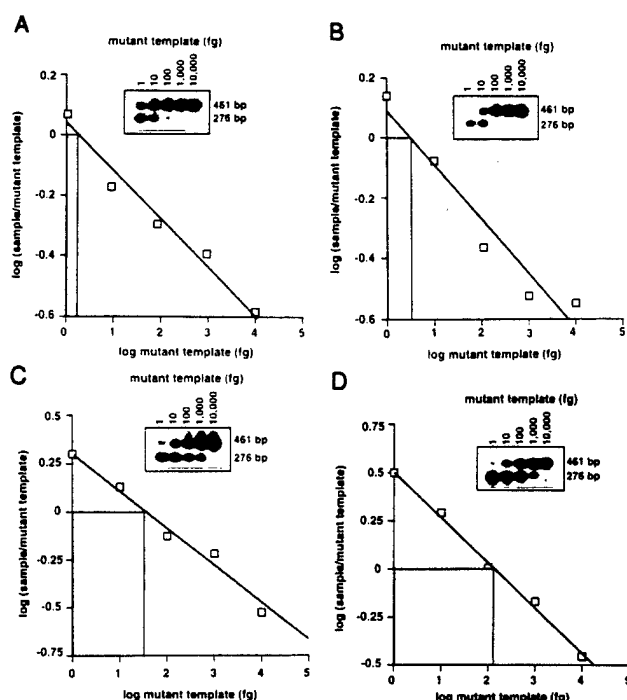 A
mutant template (fg)
1 10 100 1,000 10,000
461 bp
276 bp
0.2
0
-0.2
-0.4
-0.6
log (sample/mutant template)
0 1 2 3 4 5
log mutant template (fg)
B
mutant template (fg)
1 10 100 1,000 10,000
461 bp
276 bp
0.2
0
-0.2
-0.4
-0.6
log (sample/mutant template)
0 1 2 3 4 5
log mutant template (fg)
C
mutant template (fg)
1 10 100 1,000 10,000
461 bp
276 bp
0.5
0.25
0
-0.25
-0.5
-0.75
log (sample/mutant template)
0 1 2 3 4 5
log mutant template (fg)
D
mutant template (fg)
1 10 100 1,000 10,000
461 bp
276 bp
0.75
0.5
0.25
0
-0.25
-0.5
log (sample/mutant template)
0 1 2 3 4 5
log mutant template (fg)